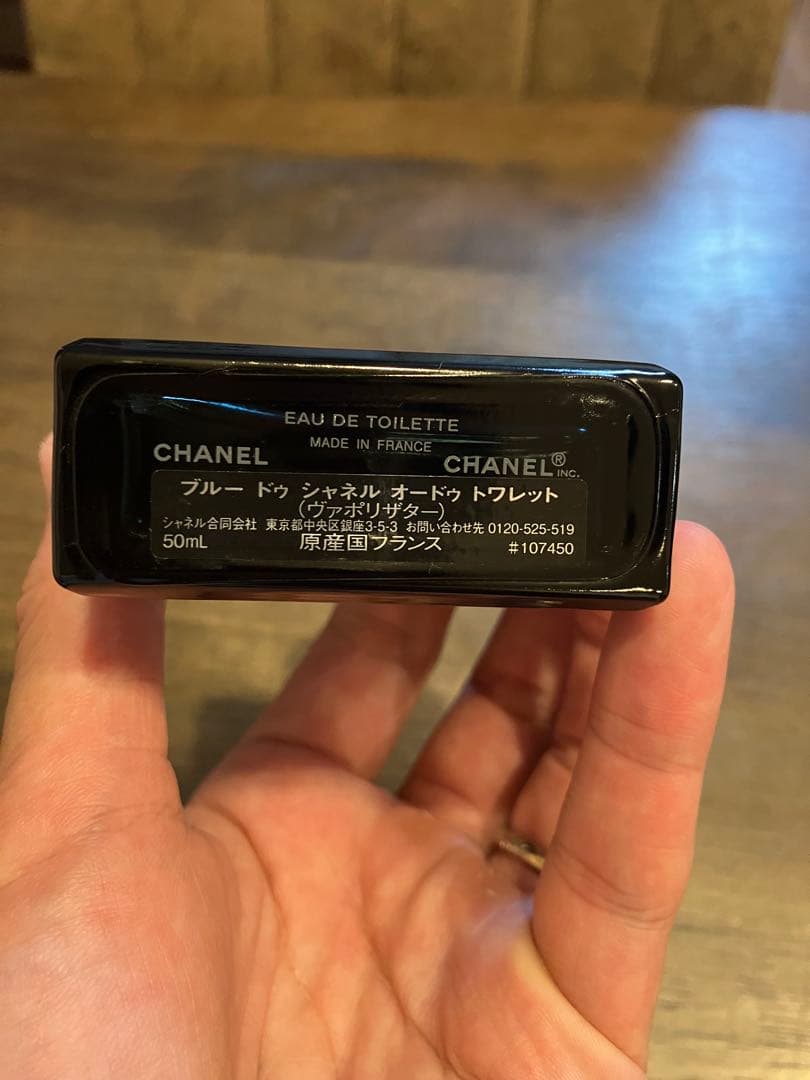 EAU DE TOILETTE
MADE IN FRANCE
CHANEL CHANEL® INC.
ブルー ドゥ シャネル オードゥ トワレット
(ヴァポリザター)
シャネル合同会社 東京都中央区銀座3-5-3 お問い合わせ先 0120-525-519
50mL 原産国フランス #107450